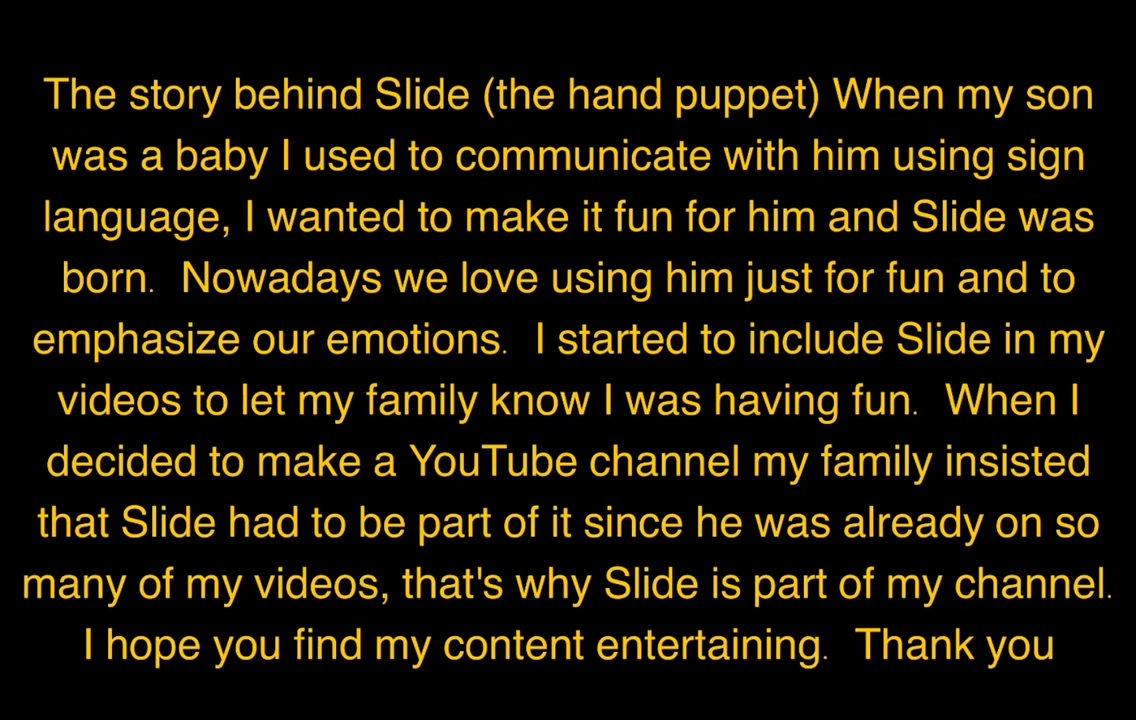 The story behind Slide (the hand puppet) When my son
was a baby I used to communicate with him using sign
language, I wanted to make it fun for him and Slide was
born.  Nowadays we love using him just for fun and to
emphasize our emotions.  I started to include Slide in my
videos to let my family know I was having fun.  When I
decided to make a YouTube channel my family insisted
that Slide had to be part of it since he was already on so
many of my videos, that's why Slide is part of my channel.
I hope you find my content entertaining.  Thank you